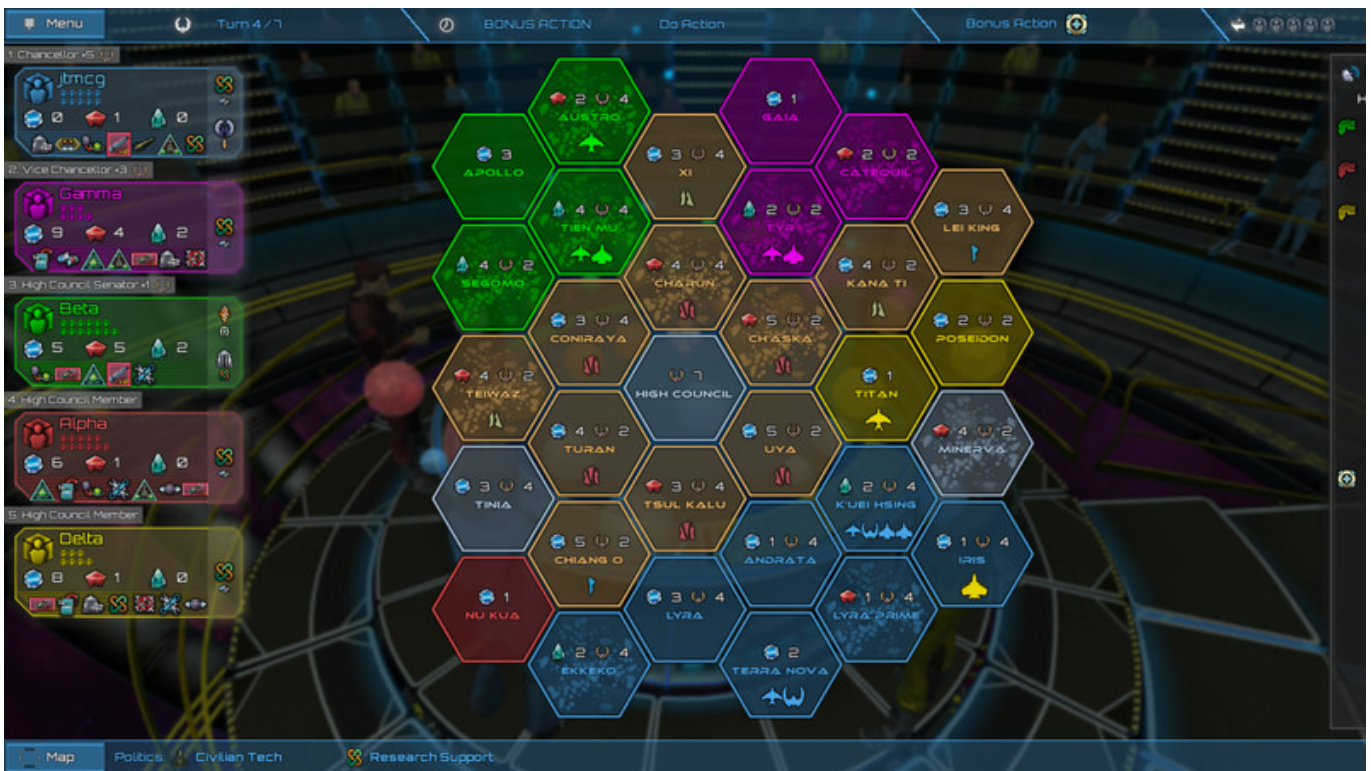 Menu
Turn 4 / 7
BONUS ACTION
Do Action
Bonus Action
1. Chancellor +5
jtmcg
0 1 0
2. Vice Chancellor +3
Gamma
9 4 2
3. High Council Senator +1
Beta
5 5 2
4. High Council Member
Alpha
6 1 0
5. High Council Member
Delta
8 1 0
2 4
AUSTRO
1
GAIA
3
APOLLO
3 4
XI
2 2
CATEQUIL
4 4
TIEN MU
2 2
TYR
3 4
LEI KING
4 2
SEGOMO
4 4
CHARUN
4 2
KANA TI
3 4
CONIRAYA
5 2
CHASKA
2 2
POSEIDON
4 2
TEIWAZ
7
HIGH COUNCIL
1
TITAN
4 2
TURAN
5 2
UYA
4 2
MINERVA
3 4
TINIA
3 4
TSUL KALU
2 4
K'UEI HSING
5 2
CHIANG O
1 4
ANDRATA
1 4
IRIS
1
NU KUA
3 4
LYRA
1 4
LYRA PRIME
2 4
EKKEKO
2
TERRA NOVA
H
Map
Politics:
Civilian Tech
Research Support